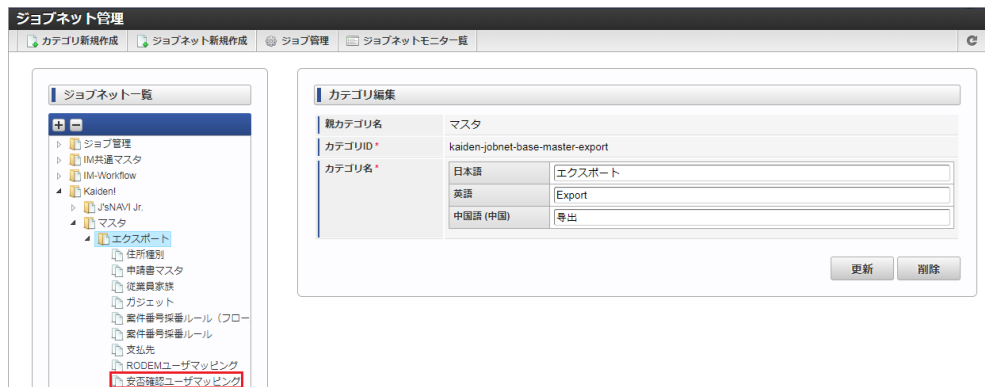 ジョブネット管理
カテゴリ新規作成 ジョブネット新規作成 ジョブ管理 ジョブネットモニタ一覧
ジョブネット一覧
ジョブ管理
IM共通マスタ
IM-Workflow
Kaiden!
J'sNAVI Jr.
マスタ
エクスポート
住所種別
申請書マスタ
従業員家族
ガジェット
案件番号採番ルール（フロー
案件番号採番ルール
支払先
RODEMユーザマッピング
安否確認ユーザマッピング
カテゴリ編集
親カテゴリ名 マスタ
カテゴリID * kaiden-jobnet-base-master-export
カテゴリ名 *
日本語 エクスポート
英語 Export
中国語 (中国) 导出
更新 削除